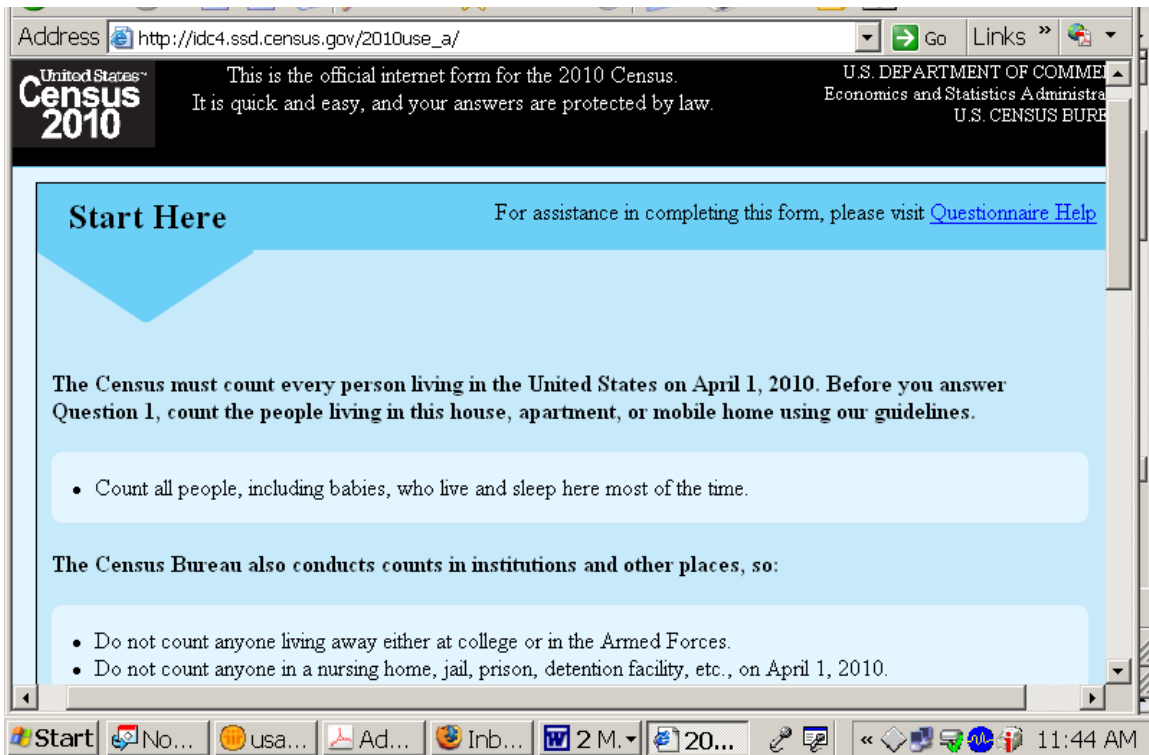 Address http://idc4.ssd.census.gov/2010use_a/ Go Links »
United States™
Census
2010
This is the official internet form for the 2010 Census.
It is quick and easy, and your answers are protected by law.
U.S. DEPARTMENT OF COMME
Economics and Statistics Administra
U.S. CENSUS BURE
Start Here
For assistance in completing this form, please visit Questionnaire Help
The Census must count every person living in the United States on April 1, 2010. Before you answer
Question 1, count the people living in this house, apartment, or mobile home using our guidelines.
• Count all people, including babies, who live and sleep here most of the time.
The Census Bureau also conducts counts in institutions and other places, so:
• Do not count anyone living away either at college or in the Armed Forces.
• Do not count anyone in a nursing home, jail, prison, detention facility, etc., on April 1, 2010.
Start No... usa... Ad... Inb... W 2 M. 20... « 11:44 AM